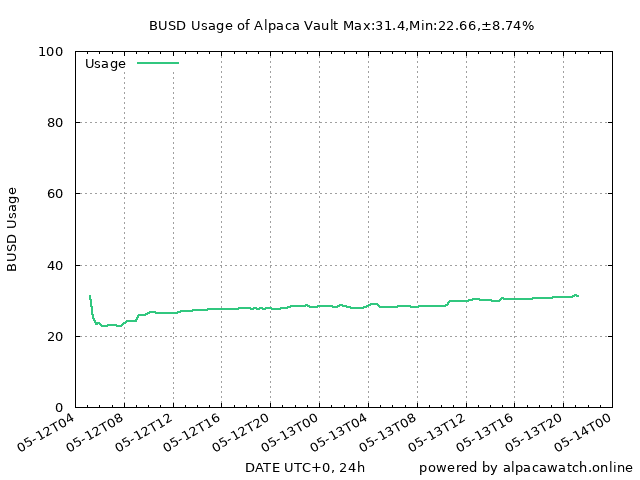 BUSD Usage of Alpaca Vault Max:31.4,Min:22.66,±8.74%
100
Usage
80
60
40
20
0
BUSD Usage
05-12T04
05-12T08
05-12T12
05-12T16
05-12T20
05-13T00
05-13T04
05-13T08
05-13T12
05-13T16
05-13T20
05-14T00
DATE UTC+0, 24h
powered by alpacawatch.online